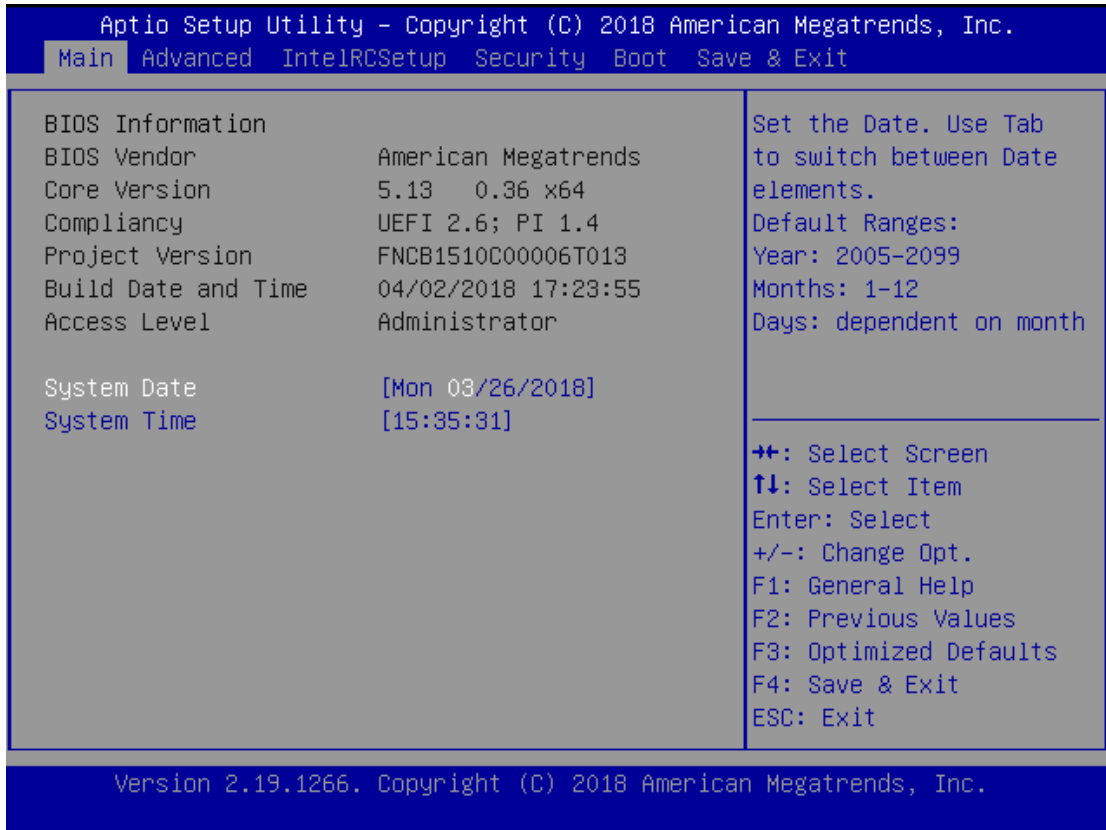 Aptio Setup Utility – Copyright (C) 2018 American Megatrends, Inc.
Main Advanced IntelRCSetup Security Boot Save & Exit
BIOS Information
BIOS Vendor American Megatrends
Core Version 5.13 0.36 x64
Compliancy UEFI 2.6; PI 1.4
Project Version FNCB1510C00006T013
Build Date and Time 04/02/2018 17:23:55
Access Level Administrator
System Date [Mon 03/26/2018]
System Time [15:35:31]
Set the Date. Use Tab
to switch between Date
elements.
Default Ranges:
Year: 2005-2099
Months: 1-12
Days: dependent on month
→←: Select Screen
↑↓: Select Item
Enter: Select
+/-: Change Opt.
F1: General Help
F2: Previous Values
F3: Optimized Defaults
F4: Save & Exit
ESC: Exit
Version 2.19.1266. Copyright (C) 2018 American Megatrends, Inc.